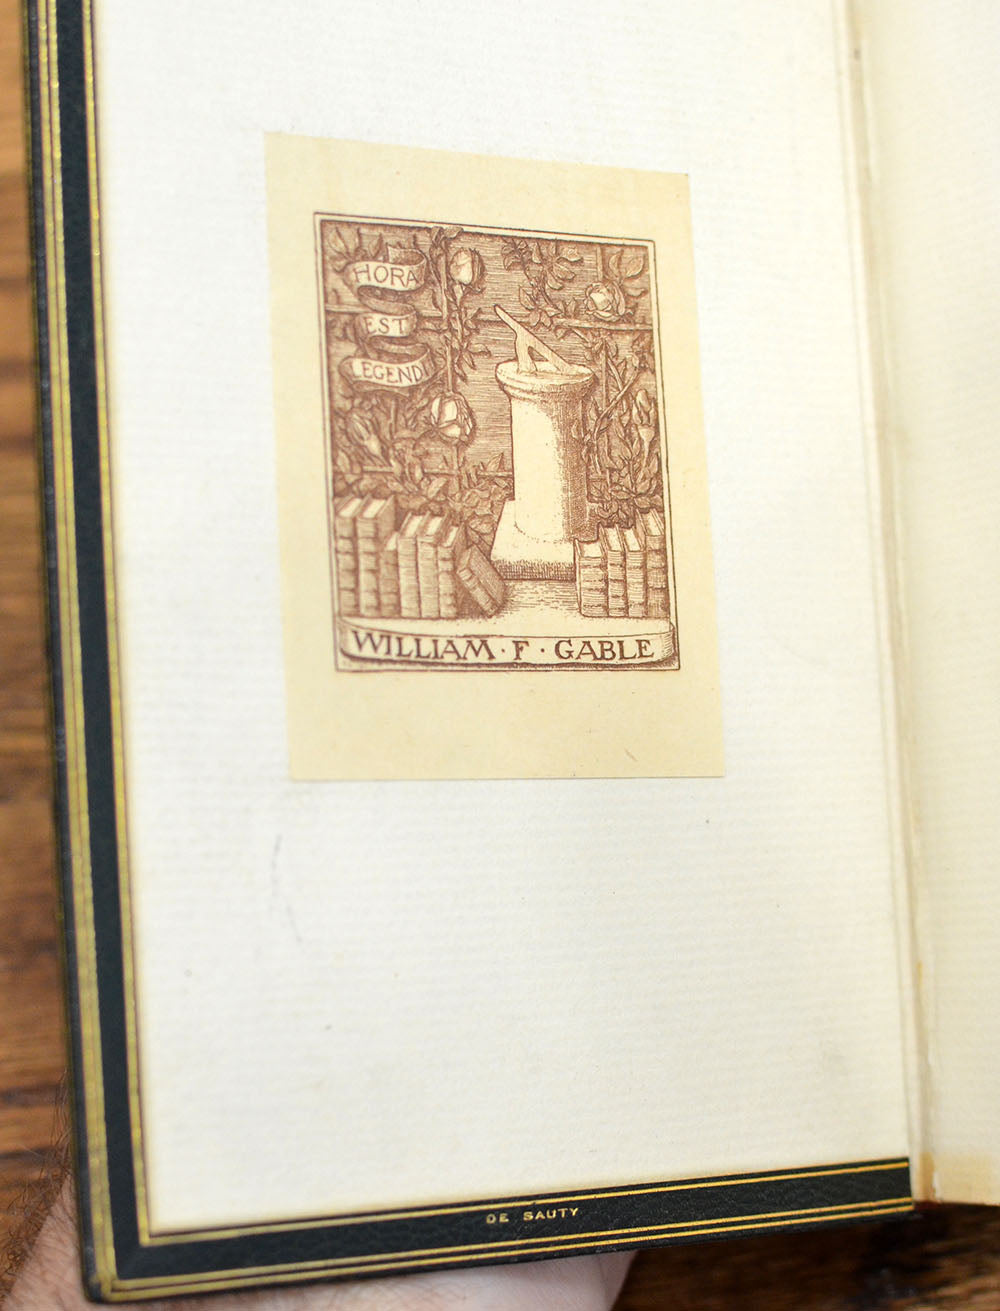 HORA
EST
LEGENDI
WILLIAM · F · GABLE
DE SAUTY